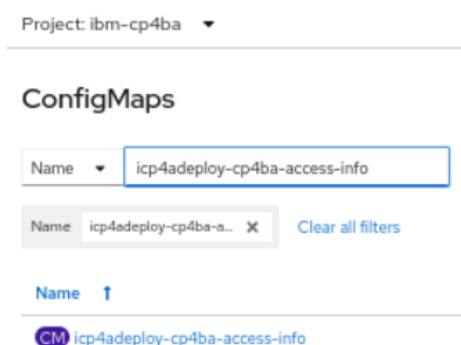 Project: ibm-cp4ba
ConfigMaps
Name icp4adeploy-cp4ba-access-info
Name icp4adeploy-cp4ba-a... Clear all filters
Name
CM icp4adeploy-cp4ba-access-info